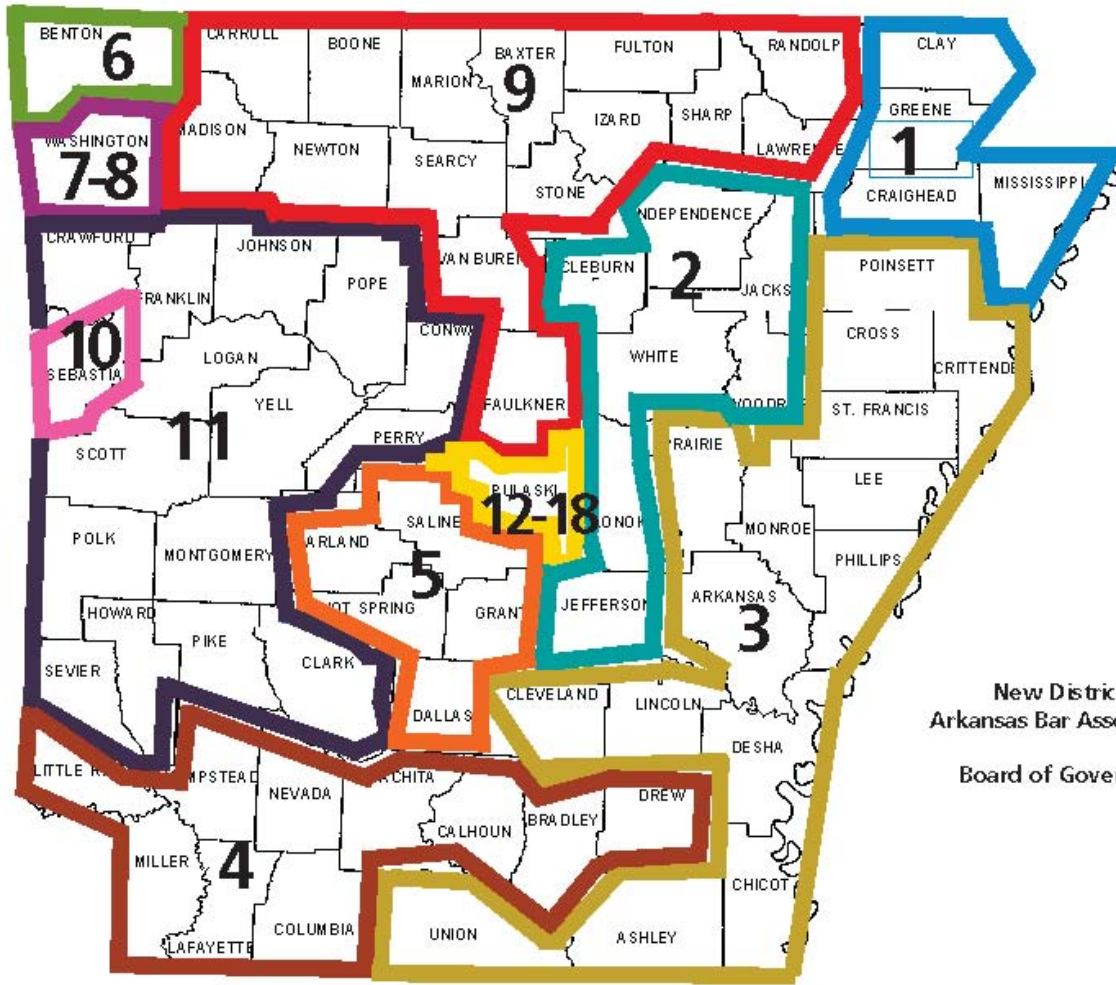 BENTON
6
CARROLL
BOONE
BAXTER
FULTON
RANDOLP
CLAY
MARION
9
SHARP
GREENE
WASHINGTON
7-8
MADISON
NEWTON
SEARCY
IZARD
LAWRENCE
1
STONE
CRAIGHEAD
MISSISSIPPI
CRAWFORD
JOHNSON
VAN BUREN
CLEBURN
E
NDEPENDENCE
2
POINSETT
FRANKLIN
POPE
JACKS
10
SEBASTIA
LOGAN
CONW
WHITE
CROSS
CRITTENDE
YELL
FAULKNER
WOODR
ST. FRANCIS
11
SCOTT
PERRY
PRAIRIE
LEE
PULASKI
12-18
POLK
MONTGOMERY
SALINE
ONOK
MONROE
PHILLIPS
ARLAND
5
HOT SPRING
GRANT
JEFFERSON
ARKANSAS
3
HOWARD
PIKE
SEVIER
CLARK
DALLAS
CLEVELAND
LINCOLN
DESHA
New Distric
Arkansas Bar Asso
Board of Gover
LITTLE R
MPSTEAD
NEVADA
ACHITA
CALHOUN
BRADLEY
DREW
MILLER
4
LAFAYETTE
COLUMBIA
UNION
ASHLEY
CHICOT